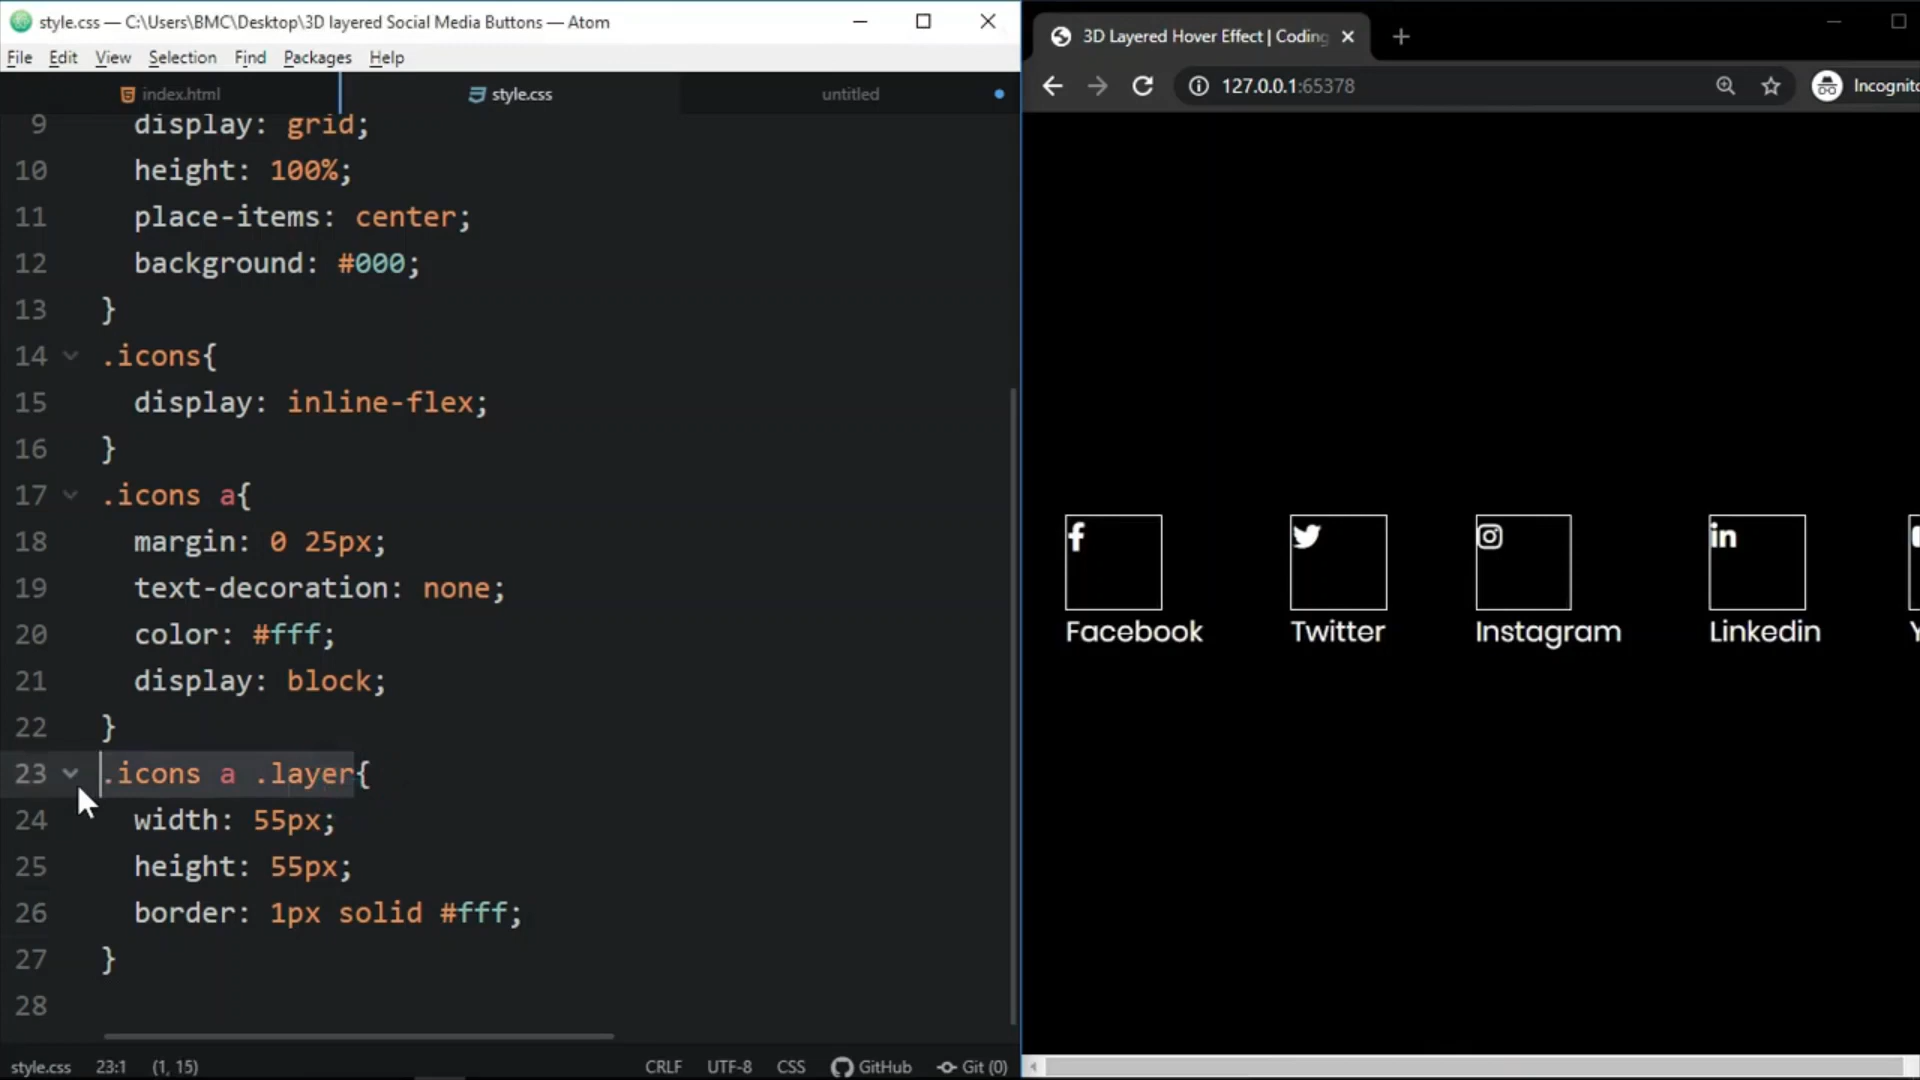 style.css — C:\Users\BMC\Desktop\3D layered Social Media Buttons — Atom
File Edit View Selection Find Packages Help
index.html style.css untitled
9 display: grid;
10 height: 100%;
11 place-items: center;
12 background: #000;
13 }
14 .icons{
15 display: inline-flex;
16 }
17 .icons a{
18 margin: 0 25px;
19 text-decoration: none;
20 color: #fff;
21 display: block;
22 }
23 .icons a .layer{
24 width: 55px;
25 height: 55px;
26 border: 1px solid #fff;
27 }
28
style.css 23:1 (1, 15) CRLF UTF-8 CSS GitHub Git (0)
3D Layered Hover Effect | Coding
127.0.0.1:65378 Incognito
f in
Facebook Twitter Instagram Linkedin Y